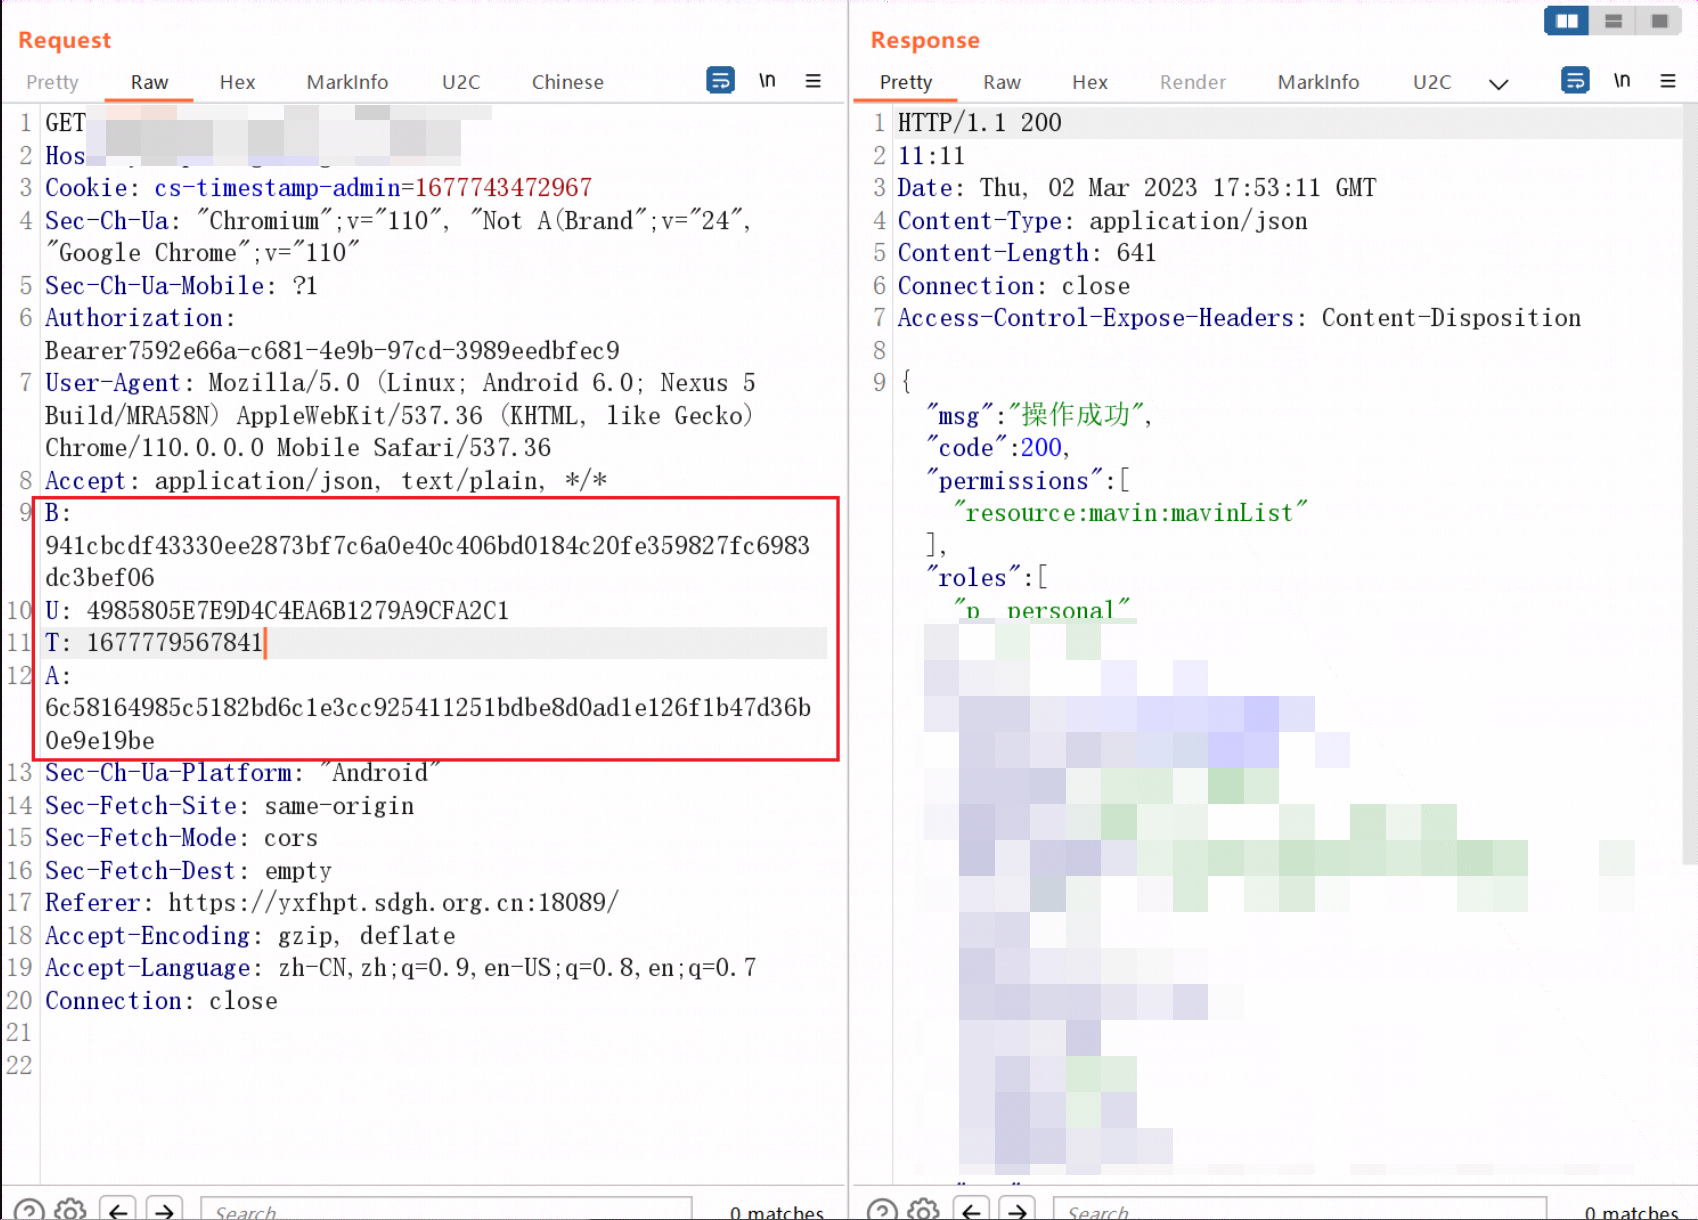 Request
Pretty Raw Hex MarkInfo U2C Chinese \n
1 GET
2 Hos
3 Cookie: cs-timestamp-admin=1677743472967
4 Sec-Ch-Ua: "Chromium";v="110", "Not A(Brand";v="24",
"Google Chrome";v="110"
5 Sec-Ch-Ua-Mobile: ?1
6 Authorization:
Bearer7592e66a-c681-4e9b-97cd-3989eedbfec9
7 User-Agent: Mozilla/5.0 (Linux; Android 6.0; Nexus 5
Build/MRA58N) AppleWebKit/537.36 (KHTML, like Gecko)
Chrome/110.0.0.0 Mobile Safari/537.36
8 Accept: application/json, text/plain, */*
9 B:
941cbcdf43330ee2873bf7c6a0e40c406bd0184c20fe359827fc6983
dc3bef06
10 U: 4985805E7E9D4C4EA6B1279A9CFA2C1
11 T: 1677779567841
12 A:
6c58164985c5182bd6c1e3cc925411251bdbe8d0ad1e126f1b47d36b
0e9e19be
13 Sec-Ch-Ua-Platform: "Android"
14 Sec-Fetch-Site: same-origin
15 Sec-Fetch-Mode: cors
16 Sec-Fetch-Dest: empty
17 Referer: https://yxfhpt.sdgh.org.cn:18089/
18 Accept-Encoding: gzip, deflate
19 Accept-Language: zh-CN,zh;q=0.9,en-US;q=0.8,en;q=0.7
20 Connection: close
21
22
Search...
0 matches
Response
Pretty Raw Hex Render MarkInfo U2C \n
1 HTTP/1.1 200
2 11:11
3 Date: Thu, 02 Mar 2023 17:53:11 GMT
4 Content-Type: application/json
5 Content-Length: 641
6 Connection: close
7 Access-Control-Expose-Headers: Content-Disposition
8
9 {
"msg":"操作成功",
"code":200,
"permissions":[
"resource:mavin:mavinList"
],
"roles":[
"p_personal"
Search...
0 matches